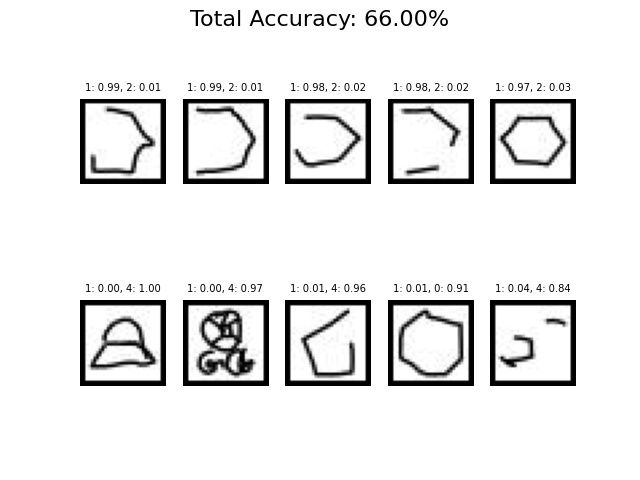 Total Accuracy: 66.00%
1: 0.99, 2: 0.01 1: 0.99, 2: 0.01 1: 0.98, 2: 0.02 1: 0.98, 2: 0.02 1: 0.97, 2: 0.03
1: 0.00, 4: 1.00 1: 0.00, 4: 0.97 1: 0.01, 4: 0.96 1: 0.01, 0: 0.91 1: 0.04, 4: 0.84